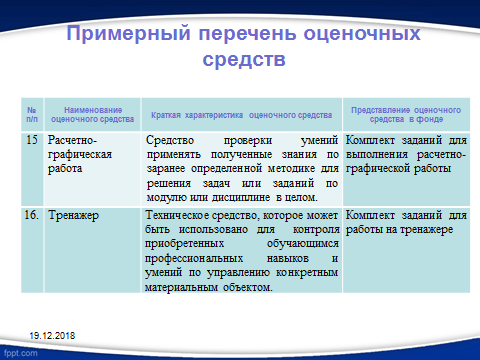 Примерный перечень оценочных
средств
№
п/п
Наименование
оценочного средства
Краткая характеристика оценочного средства
Представление оценочного
средства в фонде
15
Расчетно-
графическая
работа
Средство проверки умений
применять полученные знания по
заранее определенной методике для
решения задач или заданий по
модулю или дисциплине в целом.
Комплект заданий для
выполнения расчетно-
графической работы
16.
Тренажер
Техническое средство, которое может
быть использовано для контроля
приобретенных обучающимся
профессиональных навыков и
умений по управлению конкретным
материальным объектом.
Комплект заданий для
работы на тренажере
19.12.2018
fppt.com